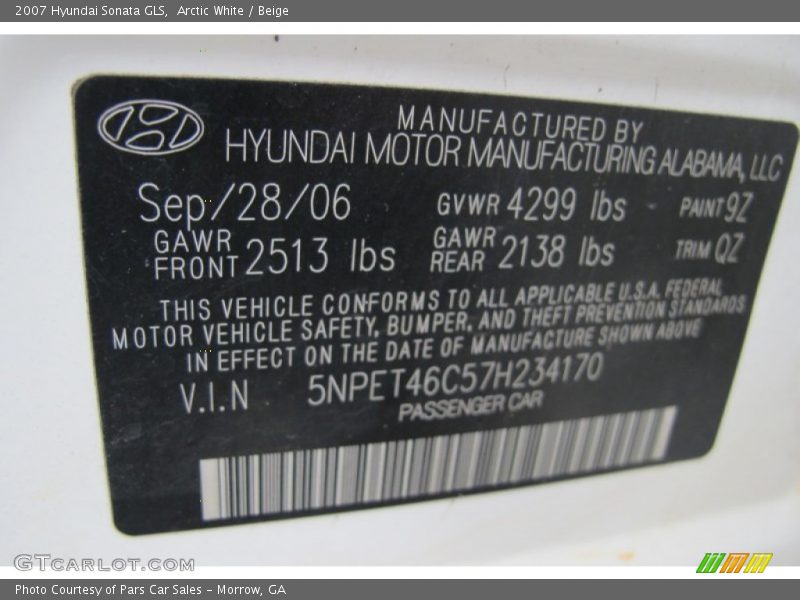 2007 Hyundai Sonata GLS,  Arctic White / Beige
MANUFACTURED BY
HYUNDAI MOTOR MANUFACTURING ALABAMA, LLC
Sep/28/06 GVWR 4299 lbs PAINT 9Z
GAWR FRONT 2513 lbs GAWR REAR 2138 lbs TRIM QZ
THIS VEHICLE CONFORMS TO ALL APPLICABLE U.S.A. FEDERAL
MOTOR VEHICLE SAFETY, BUMPER, AND THEFT PREVENTION STANDARDS
IN EFFECT ON THE DATE OF MANUFACTURE SHOWN ABOVE
V.I.N 5NPET46C57H234170
PASSENGER CAR
GTCARLOT.COM
Photo Courtesy of Pars Car Sales - Morrow, GA